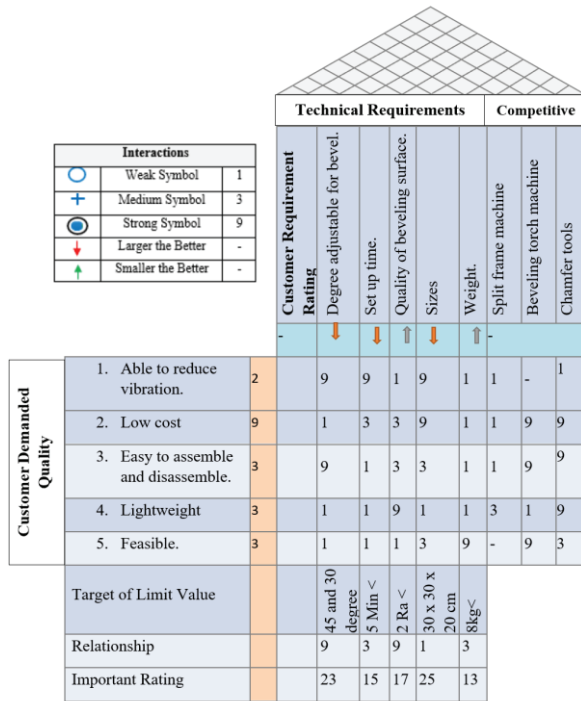 Technical Requirements Competitive
Interactions
Weak Symbol 1
Medium Symbol 3
Strong Symbol 9
Larger the Better -
Smaller the Better -
Customer Requirement
Rating
Degree adjustable for bevel.
Set up time.
Quality of beveling surface.
Sizes
Weight.
Split frame machine
Beveling torch machine
Chamfer tools
- -
Customer Demanded
Quality
1. Able to reduce
vibration.
2 9 9 1 9 1 1 - 1
2. Low cost 9 1 3 3 9 1 1 9 9
3. Easy to assemble
and disassemble.
3 9 1 3 3 1 1 9 9
4. Lightweight 3 1 1 9 1 1 3 1 9
5. Feasible. 3 1 1 1 3 9 - 9 3
Target of Limit Value
45 and 30
degree
5 Min <
2 Ra <
30 x 30 x
20 cm
8kg<
Relationship 9 3 9 1 3
Important Rating 23 15 17 25 13